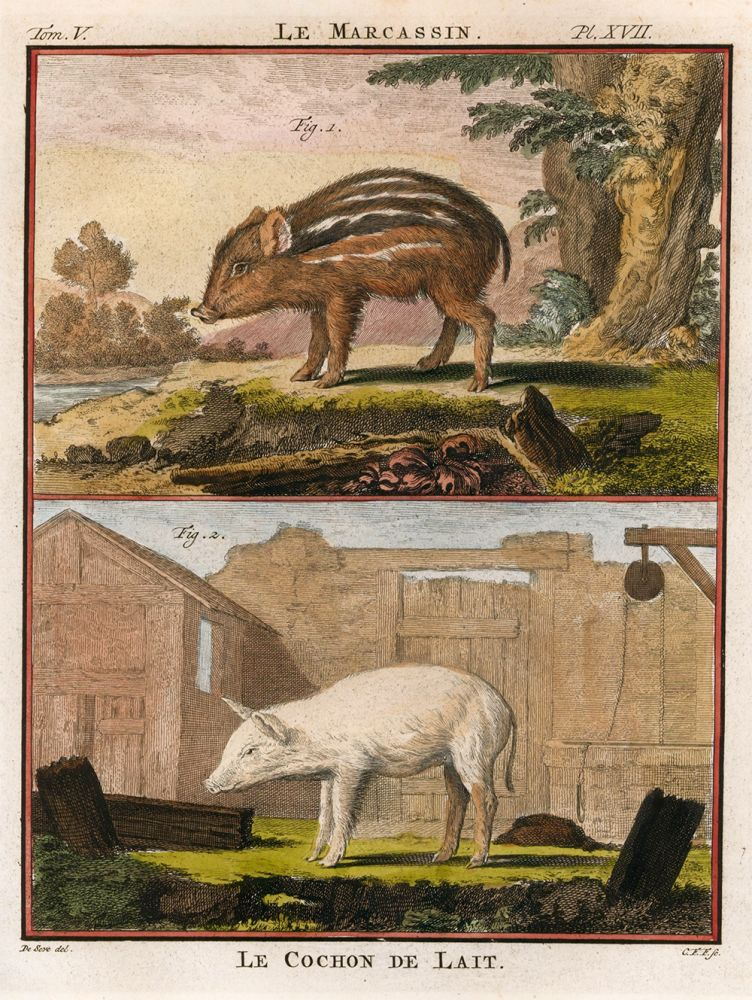 Tom. V.
LE MARCASSIN.
Pl. XVII.
Fig. 1.
Fig. 2.
De Seve del.
C. F. F. sc.
LE COCHON DE LAIT.